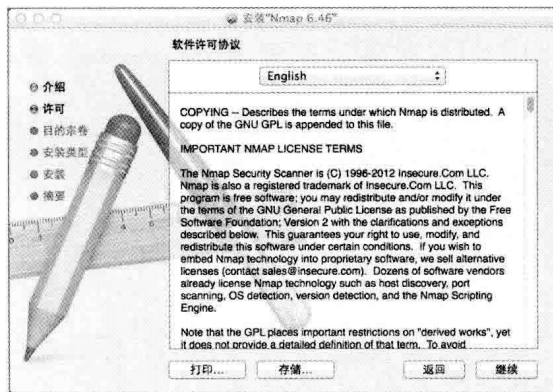 安装"Nmap 6.46"
软件许可协议
English
介绍
许可
目的宗卷
安装类型
安装
摘要
COPYING -- Describes the terms under which Nmap is distributed. A
copy of the GNU GPL is appended to this file.
IMPORTANT NMAP LICENSE TERMS
The Nmap Security Scanner is (C) 1996-2012 Insecure.Com LLC.
Nmap is also a registered trademark of Insecure.Com LLC. This
program is free software; you may redistribute and/or modify it under
the terms of the GNU General Public License as published by the Free
Software Foundation; Version 2 with the clarifications and exceptions
described below. This guarantees your right to use, modify, and
redistribute this software under certain conditions. If you wish to
embed Nmap technology into proprietary software, we sell alternative
licenses (contact sales@insecure.com). Dozens of software vendors
already license Nmap technology such as host discovery, port
scanning, OS detection, version detection, and the Nmap Scripting
Engine.
Note that the GPL places important restrictions on "derived works", yet
it does not provide a detailed definition of that term. To avoid
打印...
存储...
返回
继续